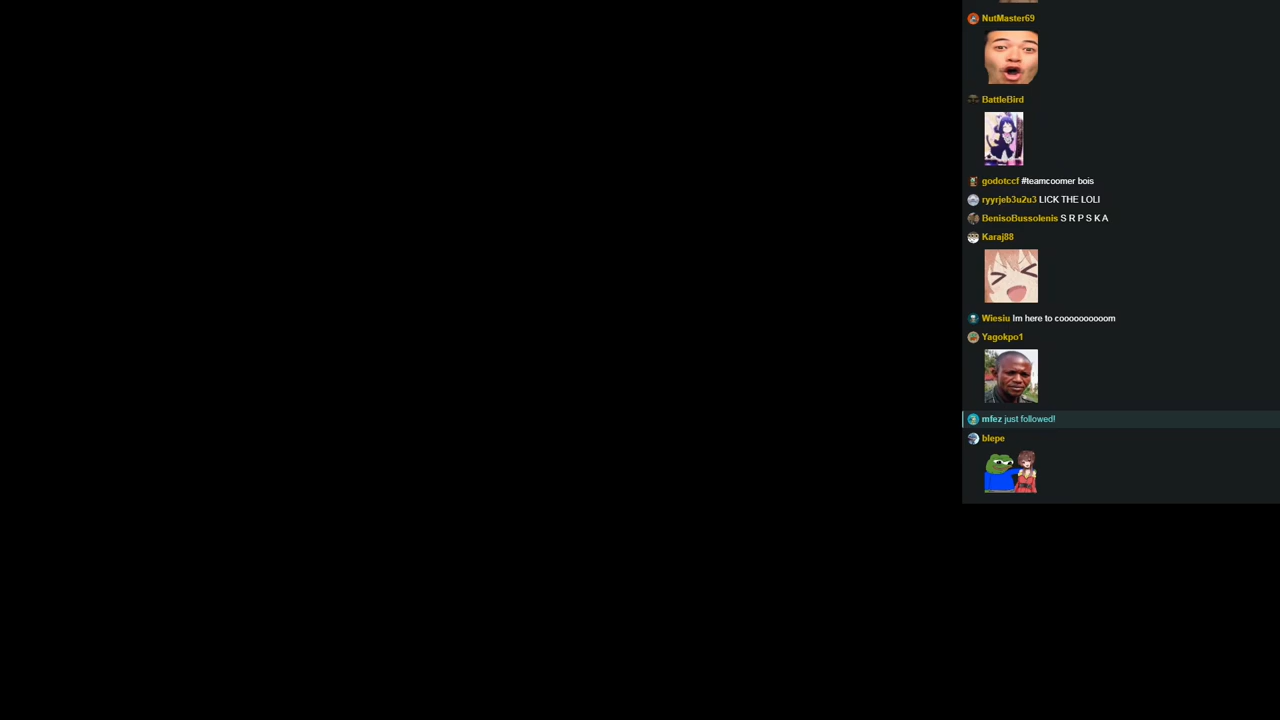 NutMaster69
BattleBird
godotccf #teamcoomer bois
ryyrjeb3u2u3 LICK THE LOLI
BenisoBussolenis S R P S K A
Karaj88
Wiesiu Im here to coooooooooom
Yagokpo1
mfez just followed!
blepe